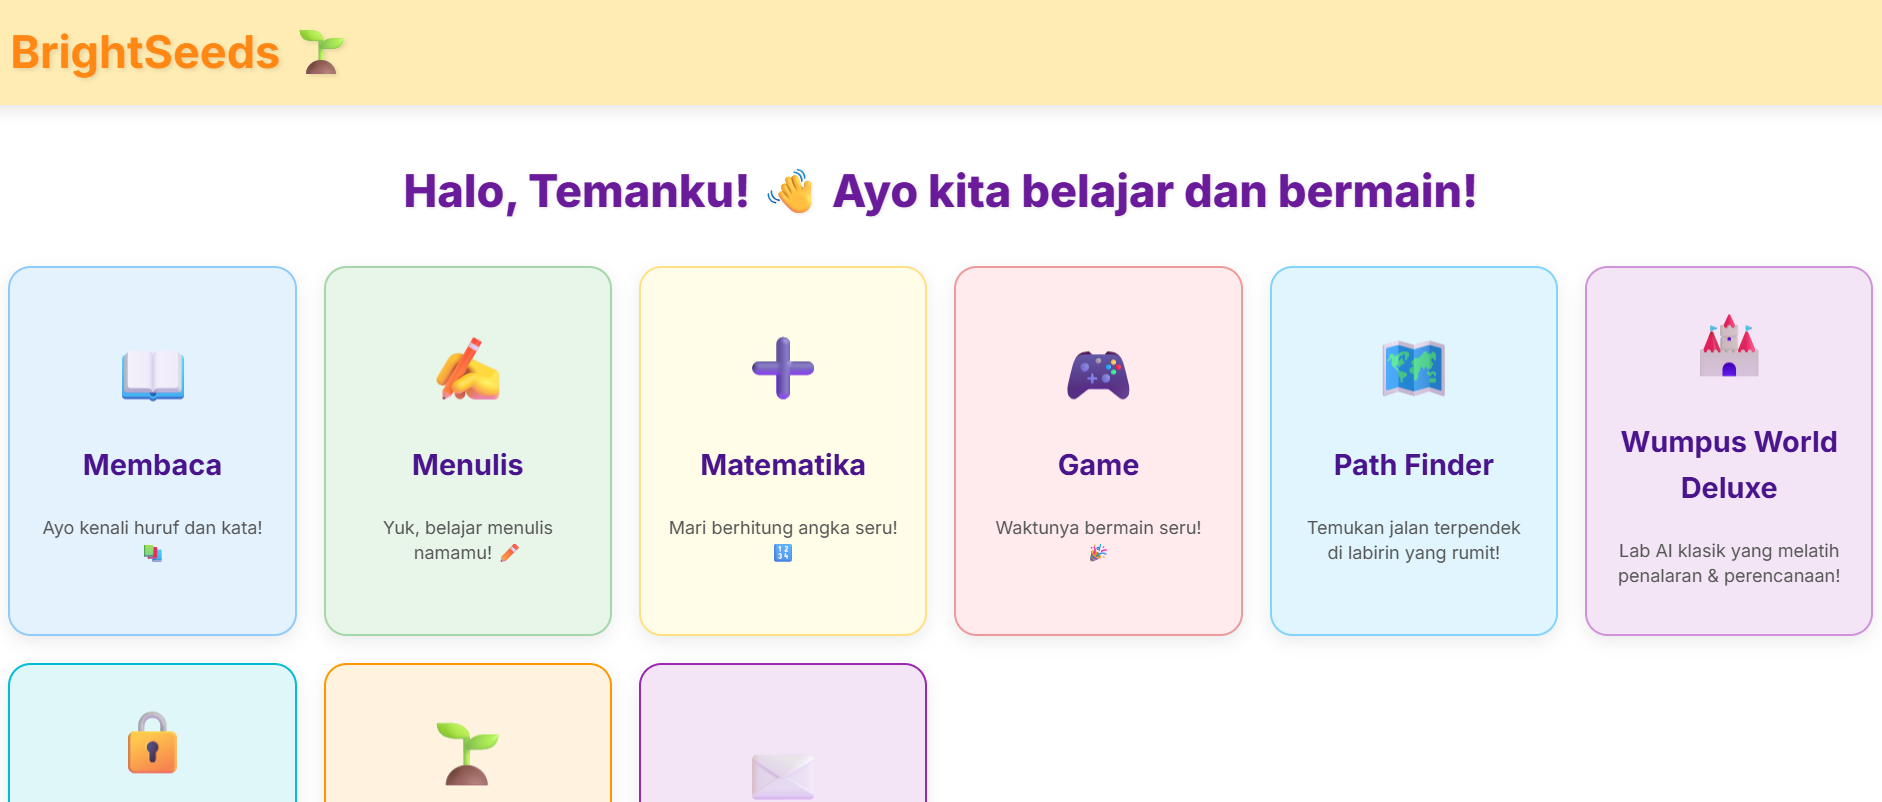 BrightSeeds 🌱
Halo, Temanku! 👋 Ayo kita belajar dan bermain!
Membaca
Ayo kenali huruf dan kata!
📚
Menulis
Yuk, belajar menulis
namamu! ✏️
Matematika
Mari berhitung angka seru!
🔢
Game
Waktunya bermain seru!
🎉
Path Finder
Temukan jalan terpendek
di labirin yang rumit!
Wumpus World
Deluxe
Lab AI klasik yang melatih
penalaran & perencanaan!